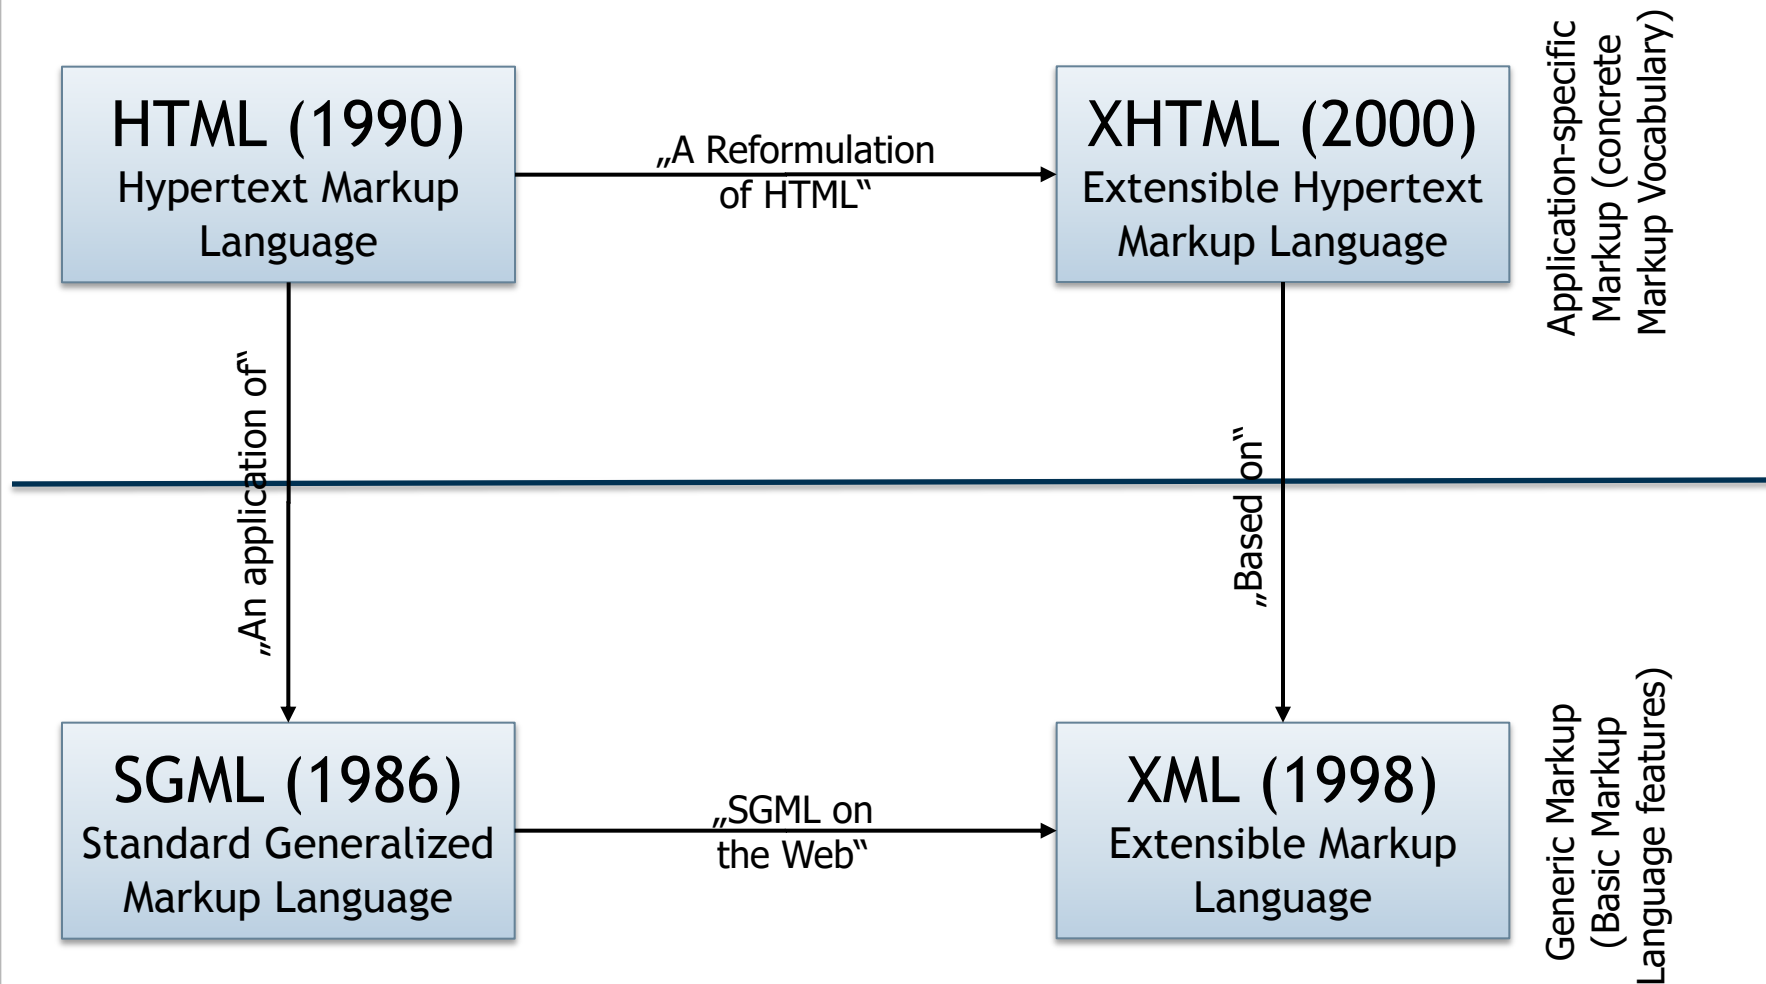 HTML (1990)
Hypertext Markup
Language
„A Reformulation
of HTML“
XHTML (2000)
Extensible Hypertext
Markup Language
Application-specific
Markup (concrete
Markup Vocabulary)
„An application of“
„Based on“
SGML (1986)
Standard Generalized
Markup Language
„SGML on
the Web“
XML (1998)
Extensible Markup
Language
Generic Markup
(Basic Markup
Language features)